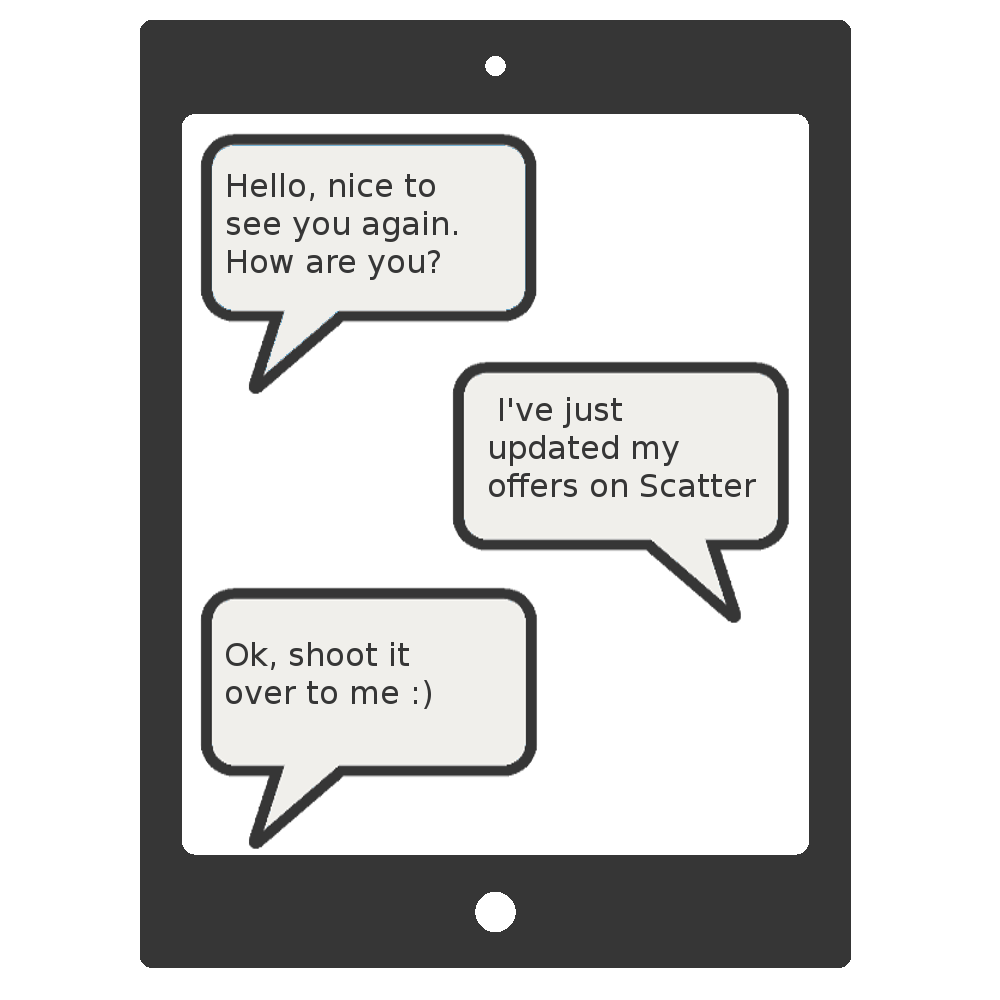 Hello, nice to
see you again.
How are you?
I've just
updated my
offers on Scatter
Ok, shoot it
over to me :)